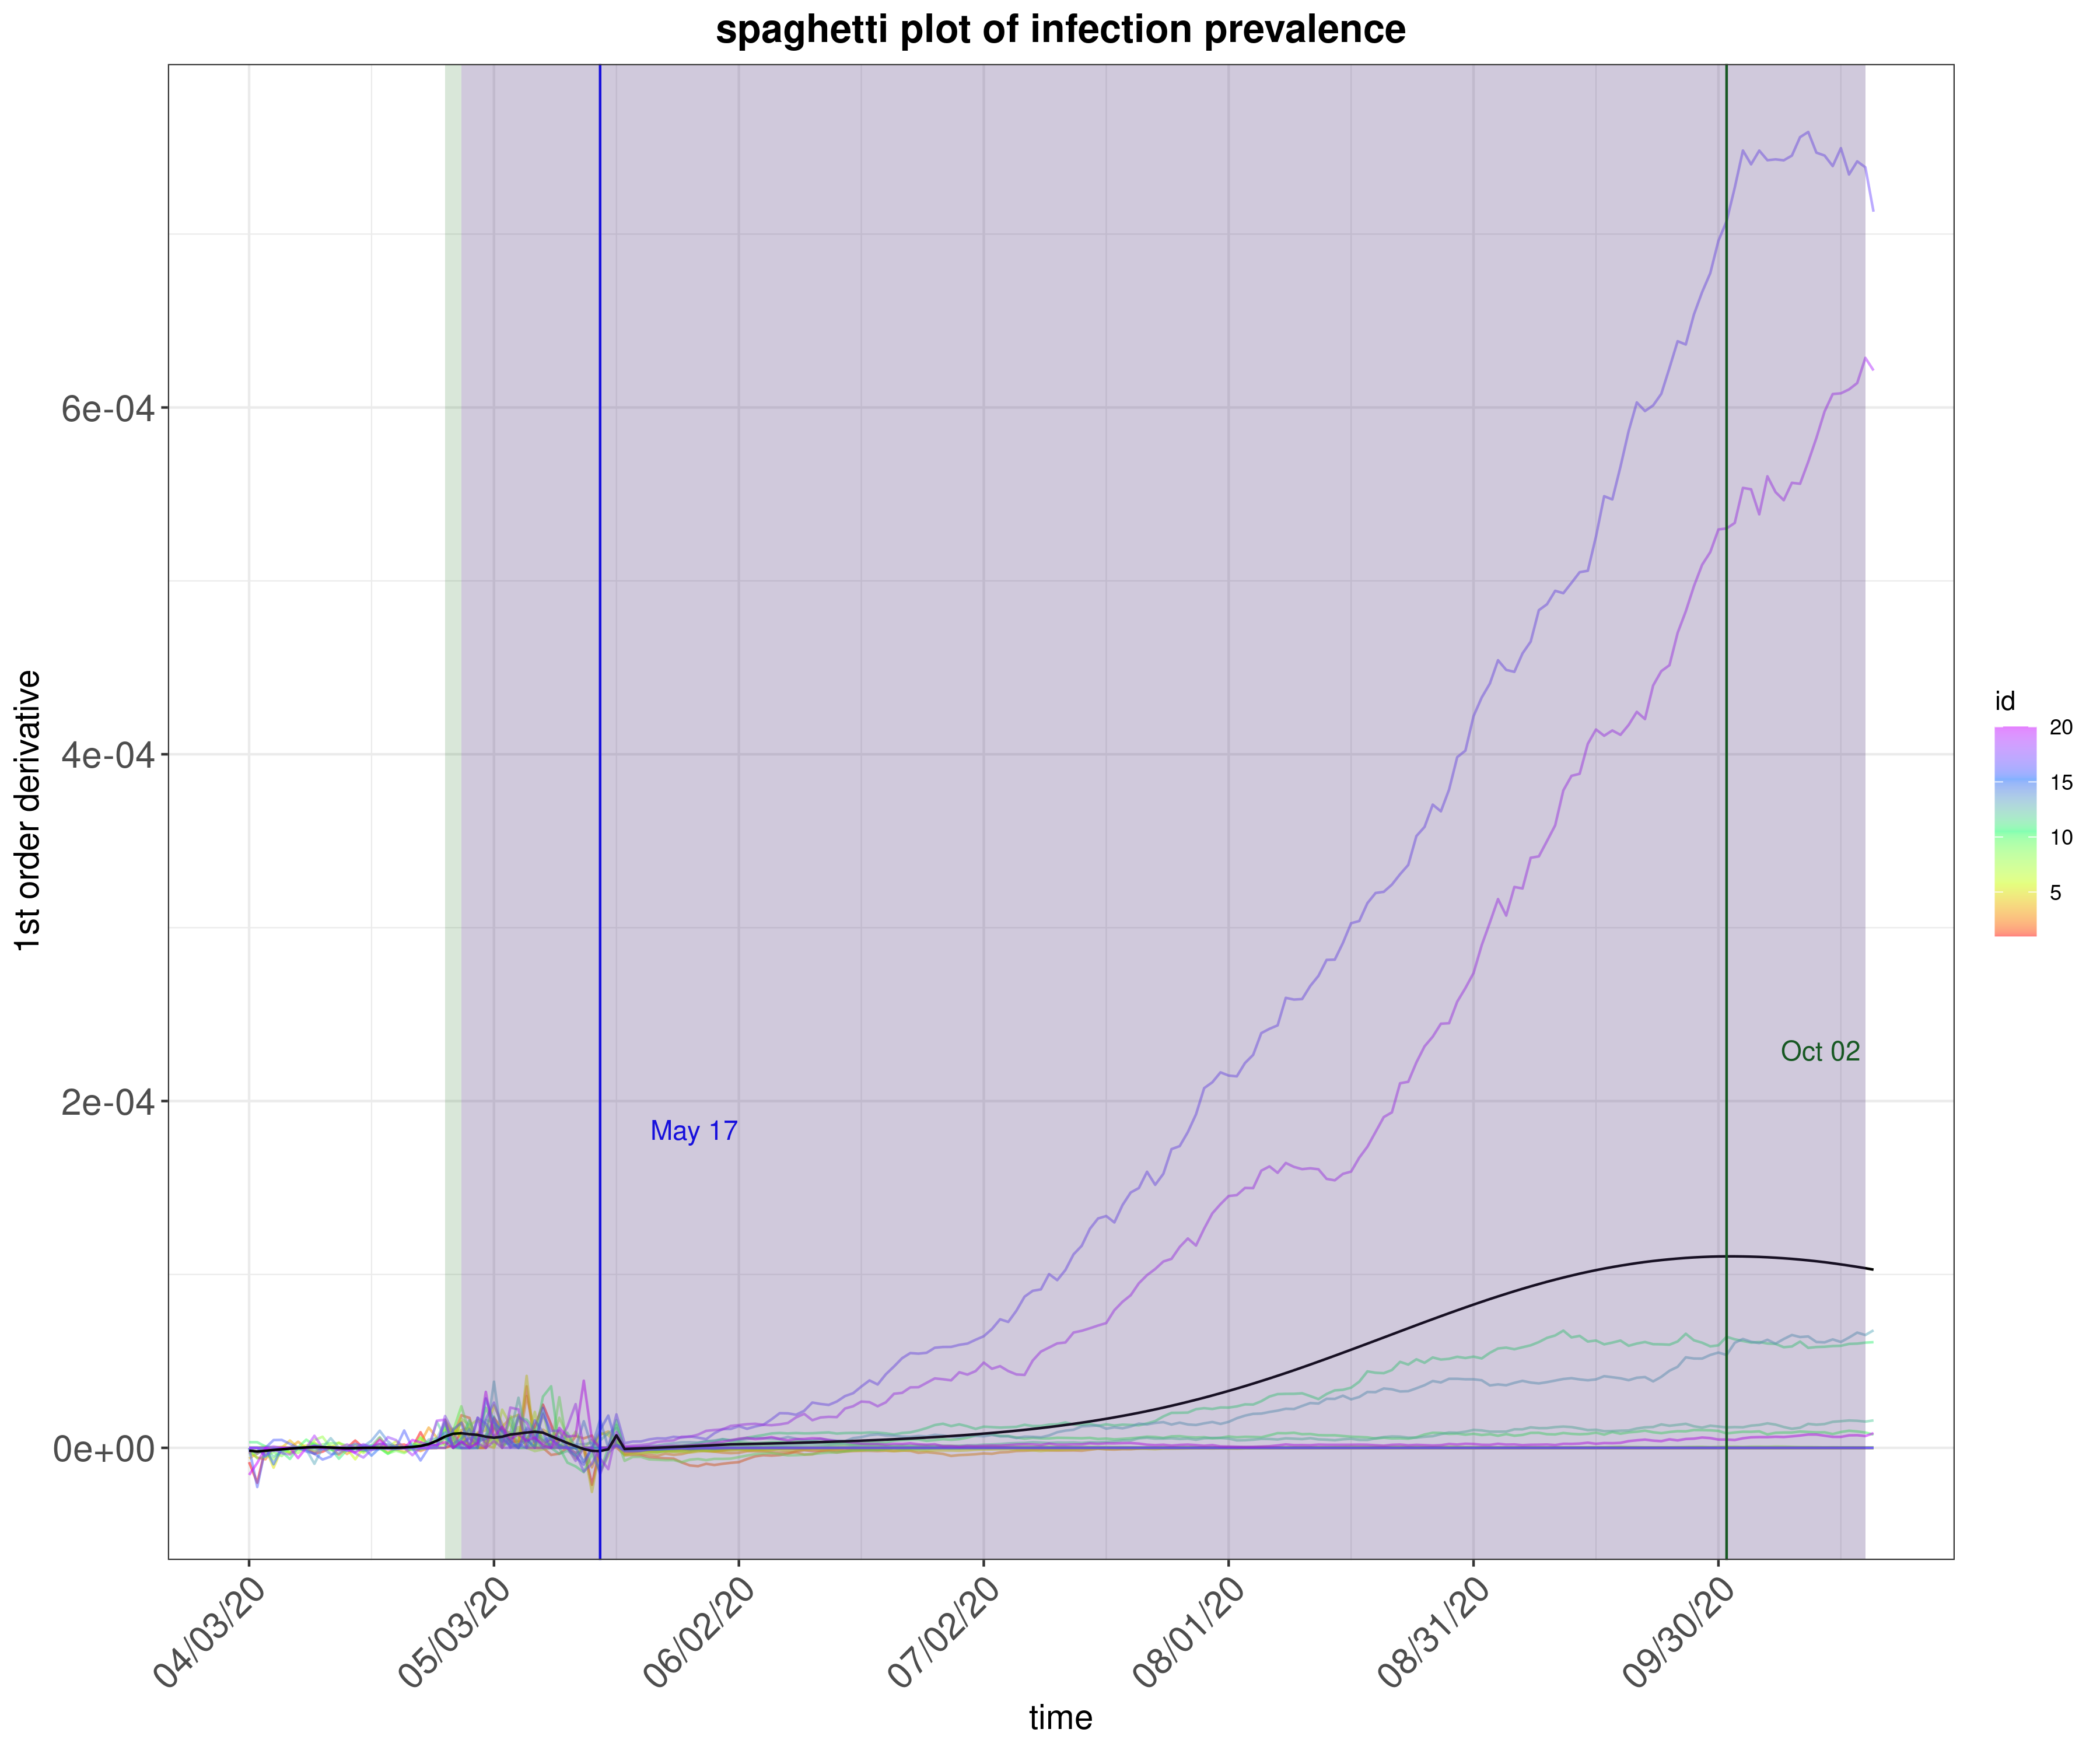 spaghetti plot of infection prevalence
1st order derivative
6e-04
4e-04
2e-04
0e+00
May 17
Oct 02
04/03/20
05/03/20
06/02/20
07/02/20
08/01/20
08/31/20
09/30/20
time
id
20
15
10
5